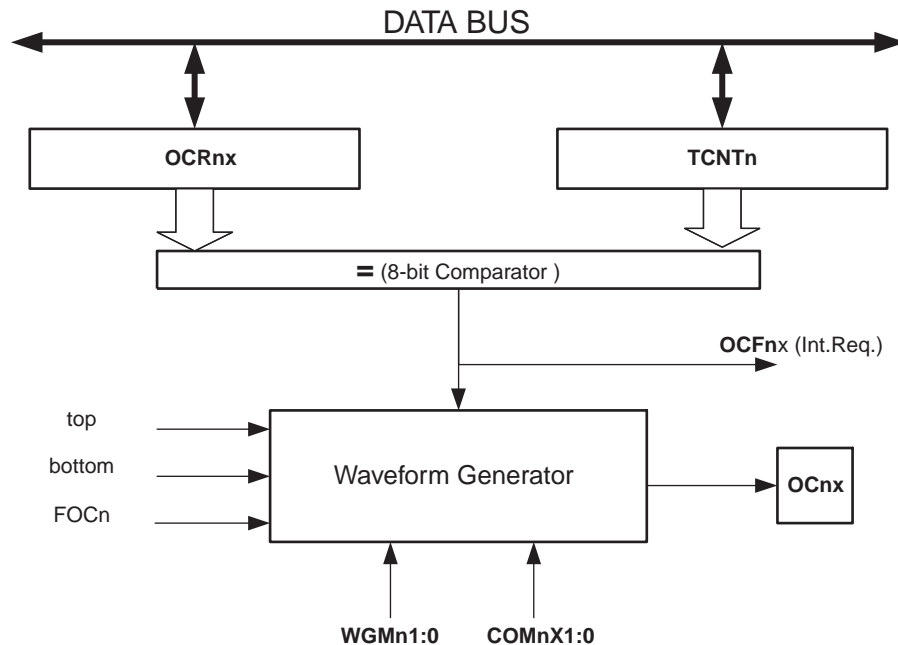 DATA BUS
OCRnx
TCNTn
= (8-bit Comparator )
OCFnx (Int.Req.)
top
bottom
FOCn
Waveform Generator
OCnx
WGMn1:0
COMnX1:0